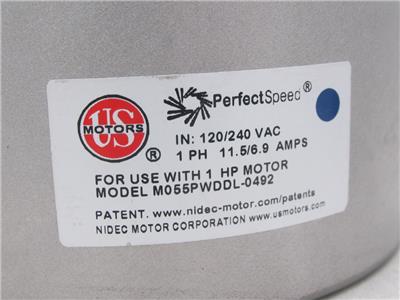 US
MOTORS
®
PerfectSpeed®
IN: 120/240 VAC
1 PH 11.5/6.9 AMPS
FOR USE WITH 1 HP MOTOR
MODEL M055PWDDL-0492
PATENT. www.nidec-motor.com/patents
NIDEC MOTOR CORPORATION www.usmotors.com